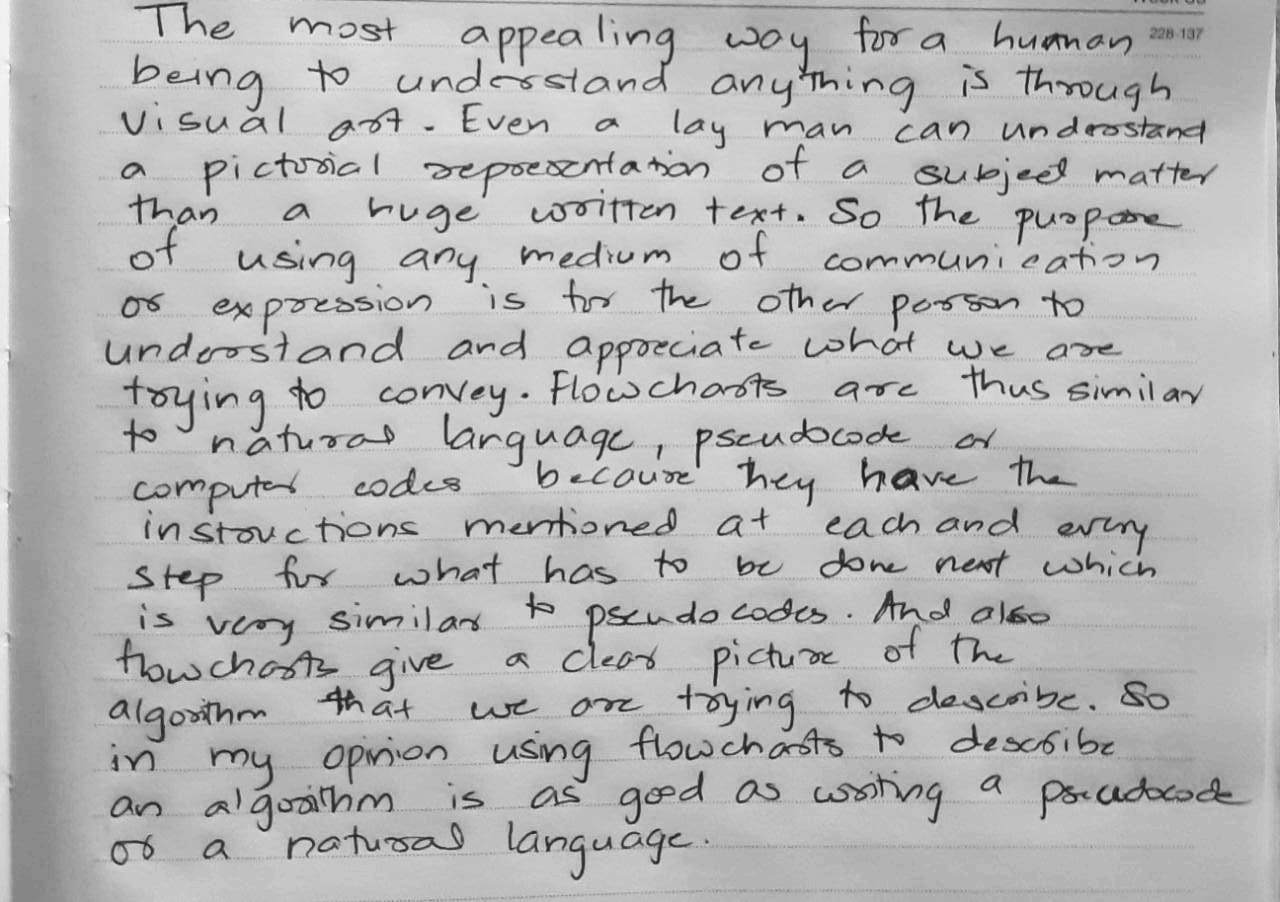 228-137
The most appealing way for a human
being to understand anything is through
visual art. Even a lay man can understand
a pictorial representation of a subject matter
than a huge written text. So the purpose
of using any medium of communication
or expression is for the other person to
understand and appreciate what we are
trying to convey. Flowcharts are thus similar
to natural language, pseudocode or
computer codes because they have the
instructions mentioned at each and every
step for what has to be done next which
is very similar to pseudocodes. And also
flowcharts give a clear picture of the
algorithm that we are trying to describe. So
in my opinion using flowcharts to describe
an algorithm is as good as writing a pseudocode
or a natural language.